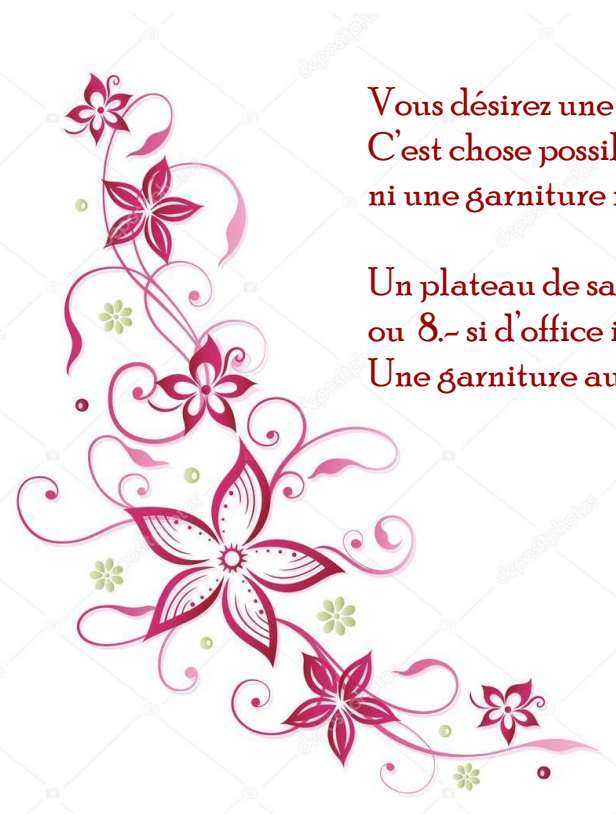 Vous désirez une
C'est chose possi
ni une garniture
Un plateau de sa
ou 8.- si d'office
Une garniture au